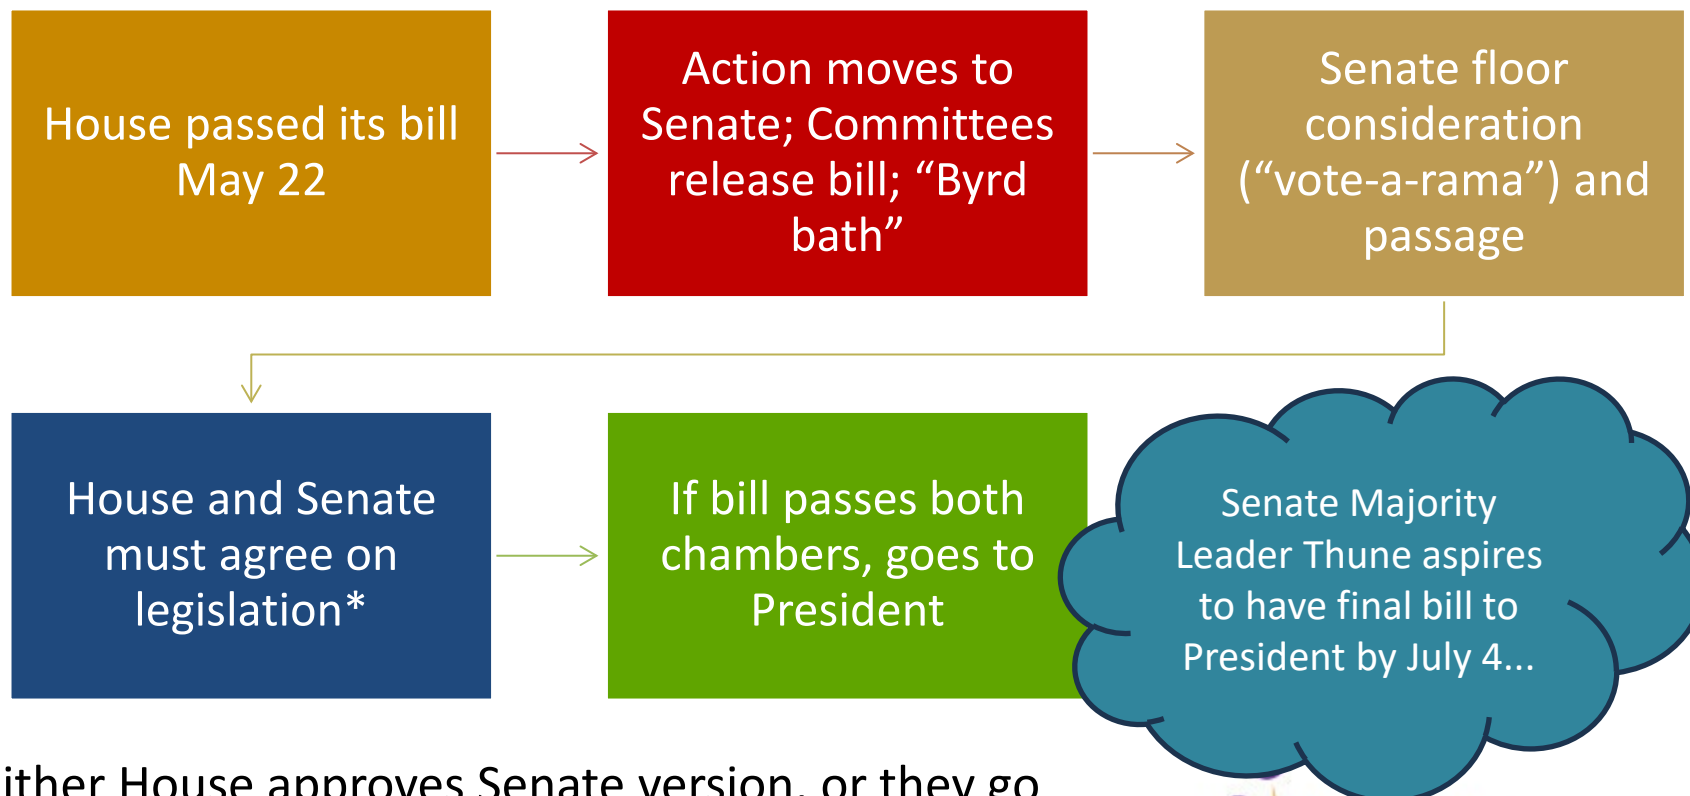 House passed its bill
May 22
Action moves to
Senate; Committees
release bill; “Byrd
bath”
Senate floor
consideration
(“vote-a-rama”) and
passage
House and Senate
must agree on
legislation*
If bill passes both
chambers, goes to
President
Senate Majority
Leader Thune aspires
to have final bill to
President by July 4...
ither House approves Senate version, or they go